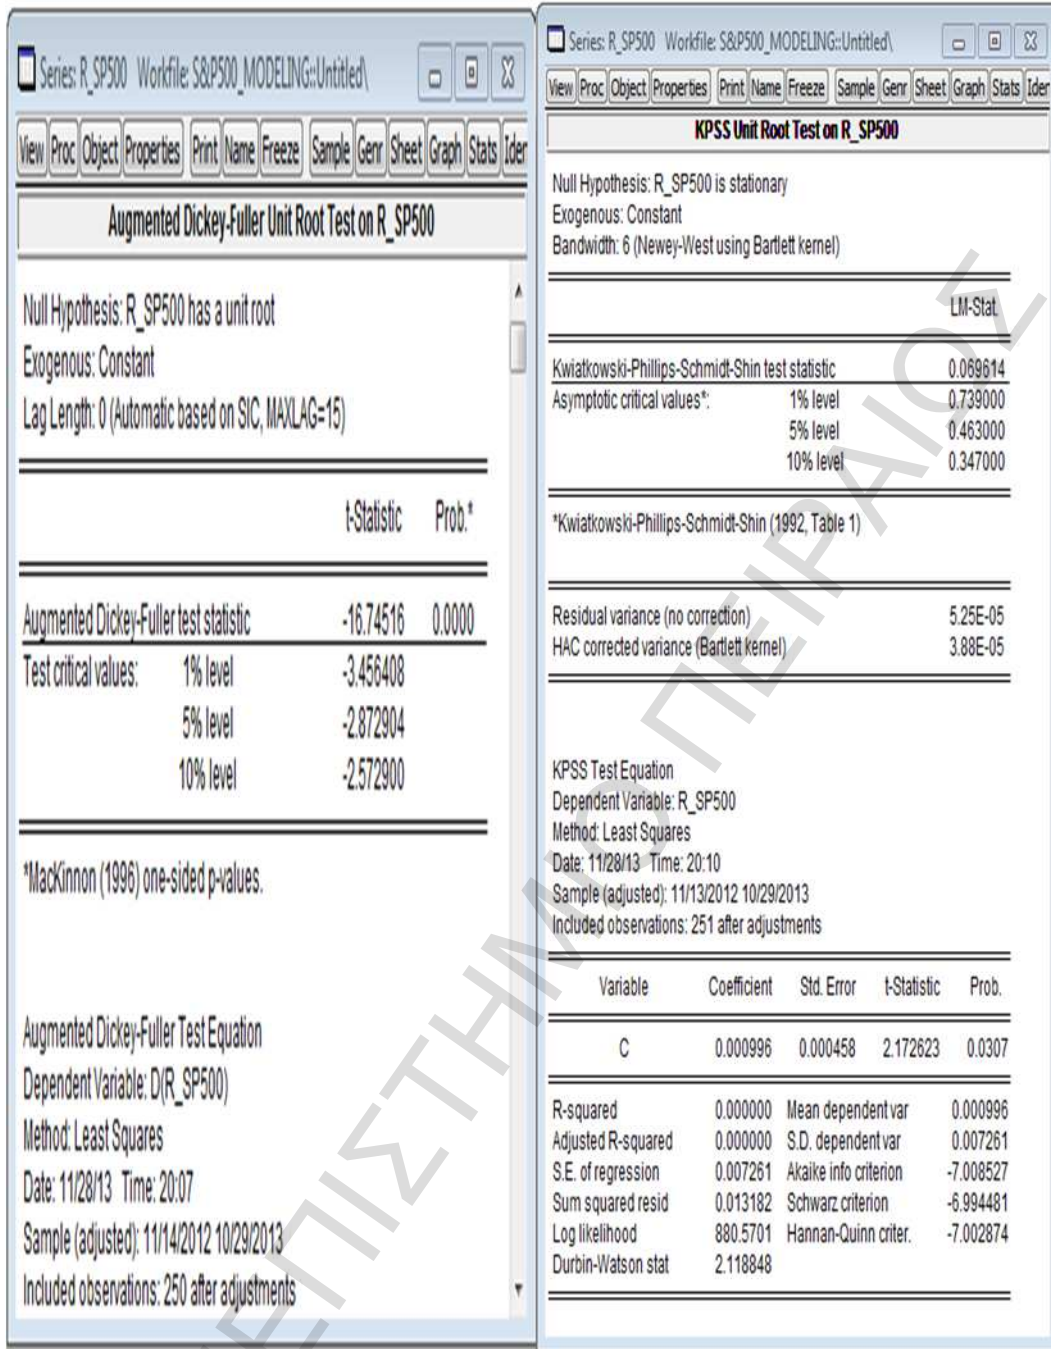 Series: R_SP500 Workfile: S&P500_MODELING::Untitled\
View Proc Object Properties Print Name Freeze Sample Genr Sheet Graph Stats Iden
Augmented Dickey-Fuller Unit Root Test on R_SP500
Null Hypothesis: R_SP500 has a unit root
Exogenous: Constant
Lag Length: 0 (Automatic based on SIC, MAXLAG=15)
t-Statistic Prob.*
Augmented Dickey-Fuller test statistic -16.74516 0.0000
Test critical values: 1% level -3.456408
5% level -2.872904
10% level -2.572900
*MacKinnon (1996) one-sided p-values.
Augmented Dickey-Fuller Test Equation
Dependent Variable: D(R_SP500)
Method: Least Squares
Date: 11/28/13 Time: 20:07
Sample (adjusted): 11/14/2012 10/29/2013
Included observations: 250 after adjustments
Series: R_SP500 Workfile: S&P500_MODELING::Untitled\
View Proc Object Properties Print Name Freeze Sample Genr Sheet Graph Stats Iden
KPSS Unit Root Test on R_SP500
Null Hypothesis: R_SP500 is stationary
Exogenous: Constant
Bandwidth: 6 (Newey-West using Bartlett kernel)
LM-Stat.
Kwiatkowski-Phillips-Schmidt-Shin test statistic 0.069614
Asymptotic critical values*: 1% level 0.739000
5% level 0.463000
10% level 0.347000
*Kwiatkowski-Phillips-Schmidt-Shin (1992, Table 1)
Residual variance (no correction) 5.25E-05
HAC corrected variance (Bartlett kernel) 3.88E-05
KPSS Test Equation
Dependent Variable: R_SP500
Method: Least Squares
Date: 11/28/13 Time: 20:10
Sample (adjusted): 11/13/2012 10/29/2013
Included observations: 251 after adjustments
Variable Coefficient Std. Error t-Statistic Prob.
C 0.000996 0.000458 2.172623 0.0307
R-squared 0.000000 Mean dependent var 0.000996
Adjusted R-squared 0.000000 S.D. dependent var 0.007261
S.E. of regression 0.007261 Akaike info criterion -7.008527
Sum squared resid 0.013182 Schwarz criterion -6.994481
Log likelihood 880.5701 Hannan-Quinn criter. -7.002874
Durbin-Watson stat 2.118848
ΕΠΙΣΤΗΜΙΟ ΠΕΙΡΑΙΩΣ